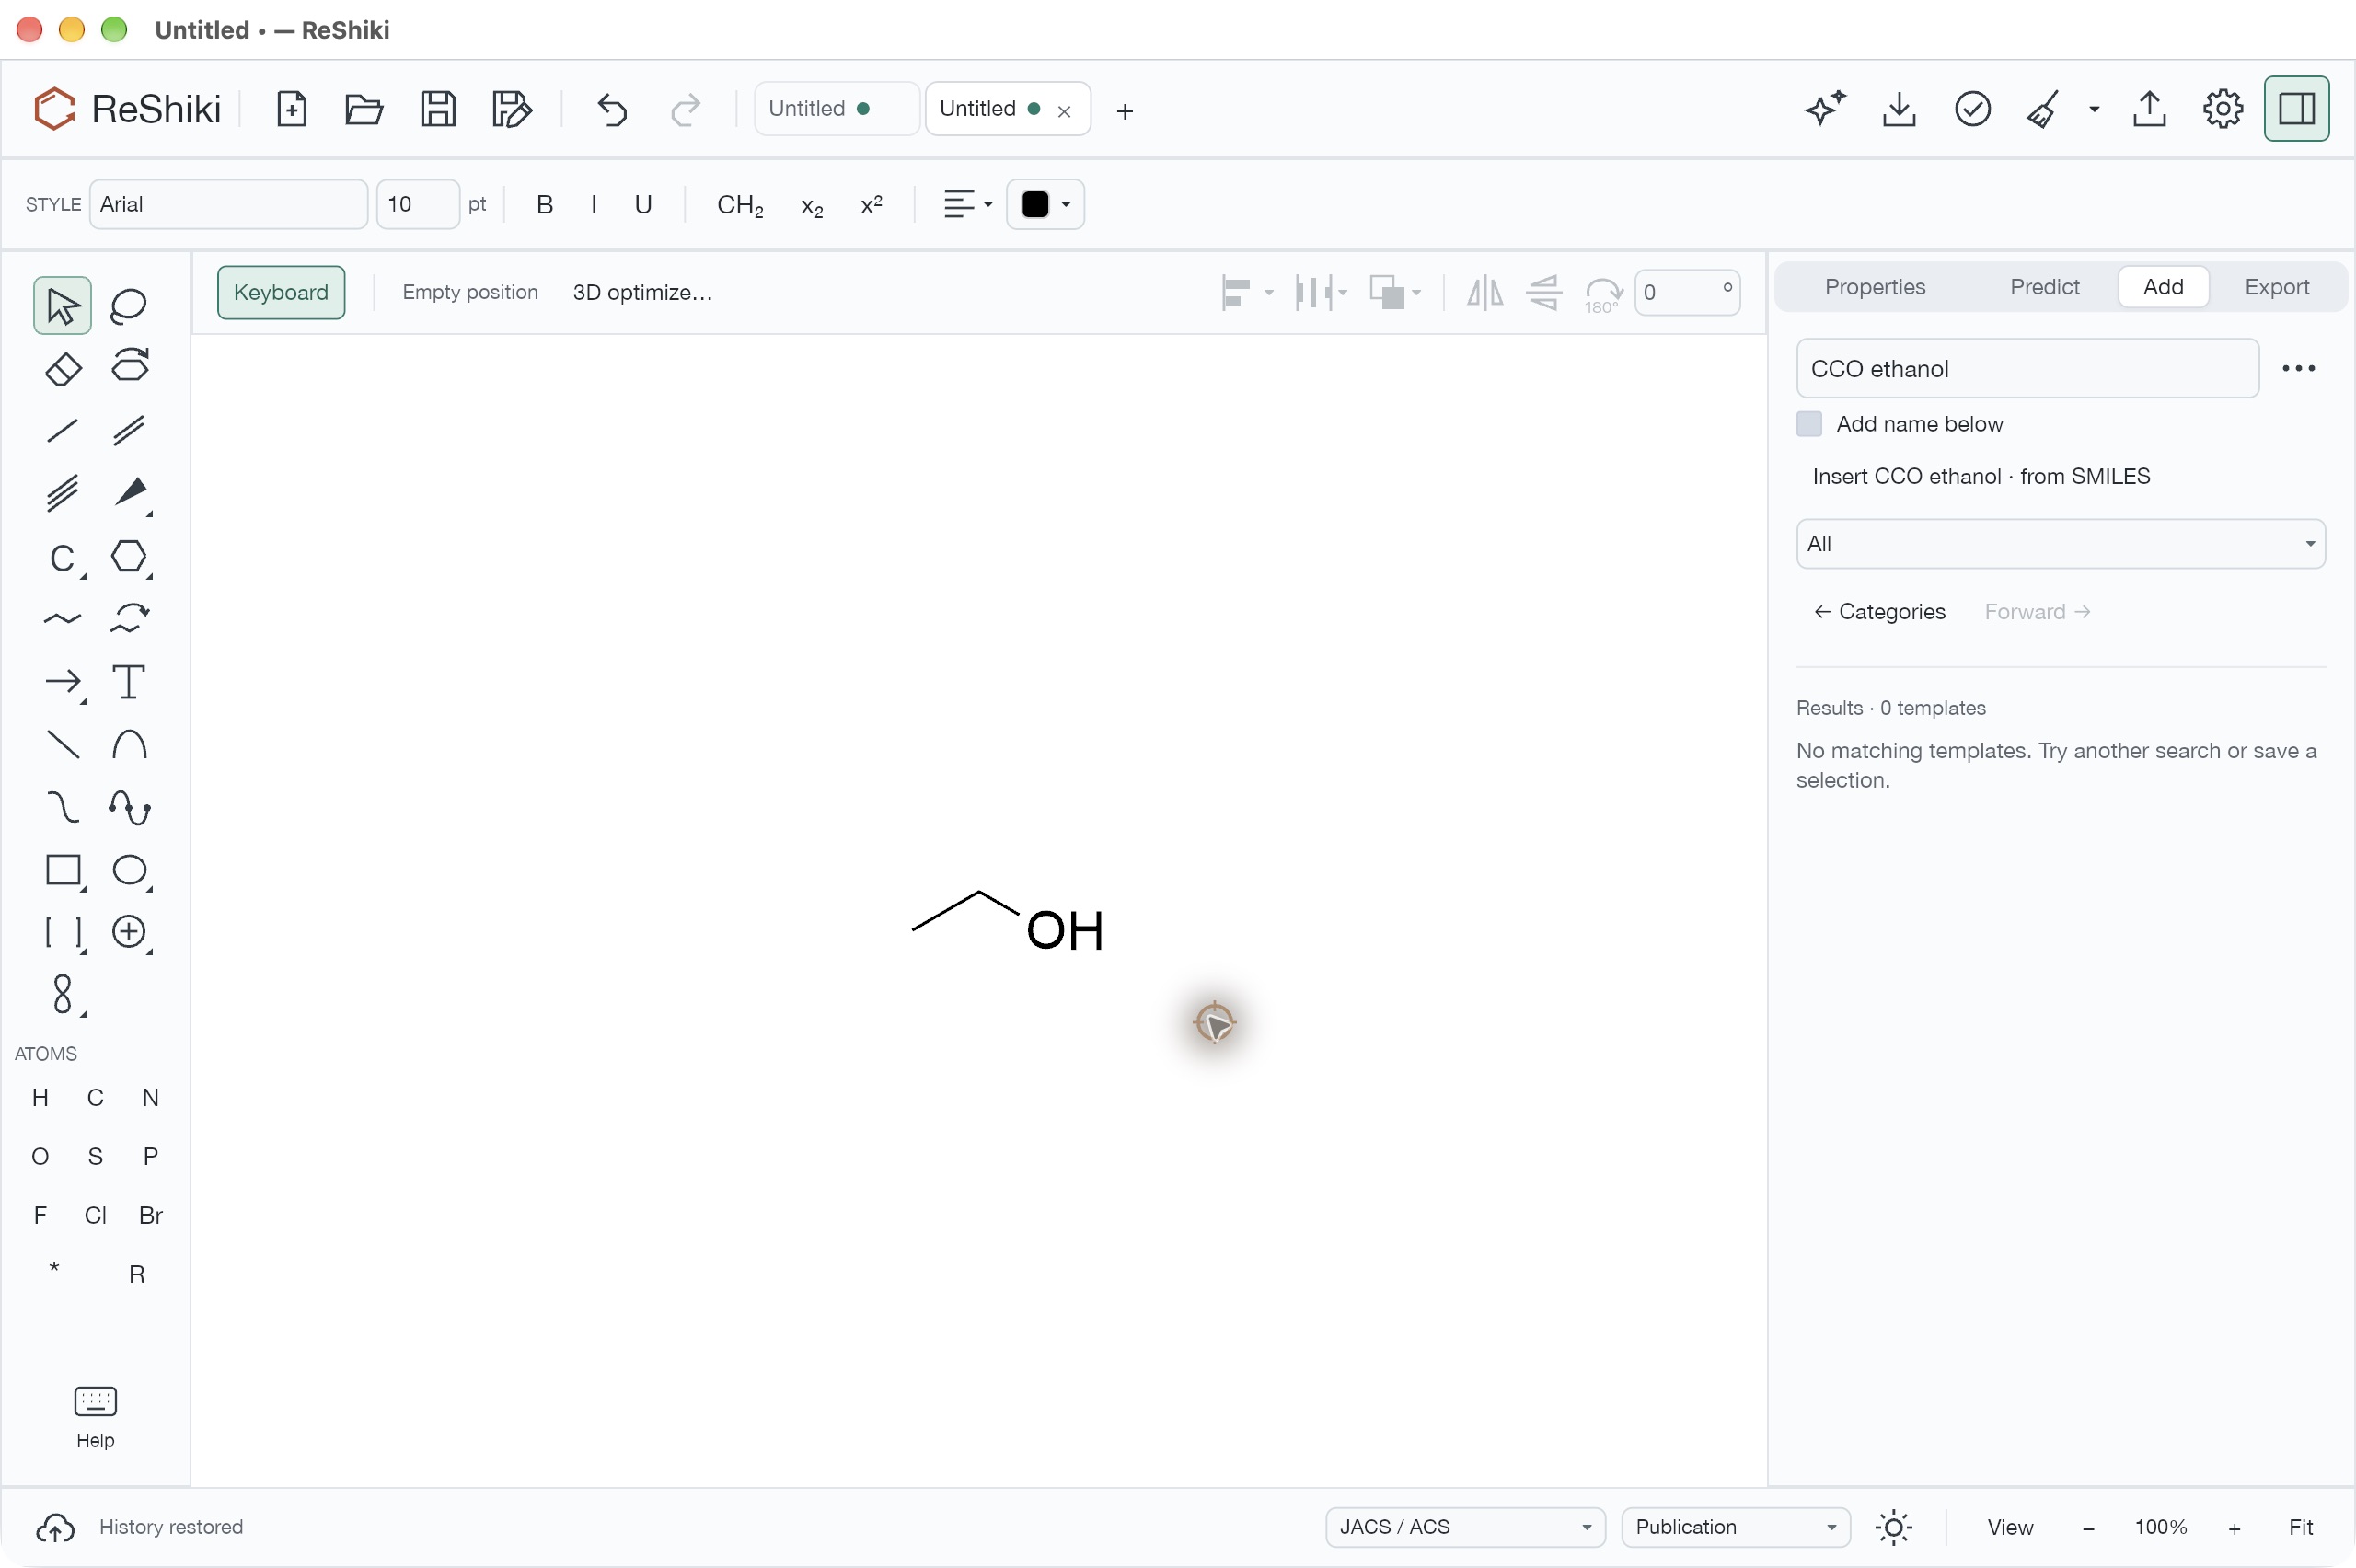 Untitled • — ReShiki
ReShiki
Untitled
Untitled
STYLE Arial 10 pt B I U CH₂ x₂ x²
Keyboard Empty position 3D optimize... 180° 0 °
Properties Predict Add Export
CCO ethanol
Add name below
Insert CCO ethanol · from SMILES
All
← Categories Forward →
Results · 0 templates
No matching templates. Try another search or save a
selection.
C
T
OH
ATOMS
H C N
O S P
F Cl Br
* R
Help
History restored JACS / ACS Publication View − 100% + Fit